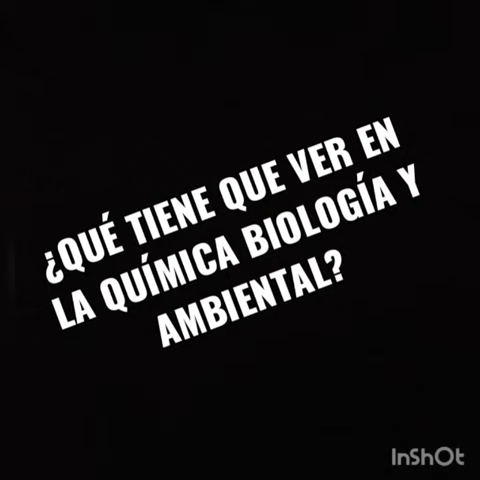 ¿QUÉ TIENE QUE VER EN
LA QUÍMICA BIOLOGÍA Y
AMBIENTAL?
InShOt